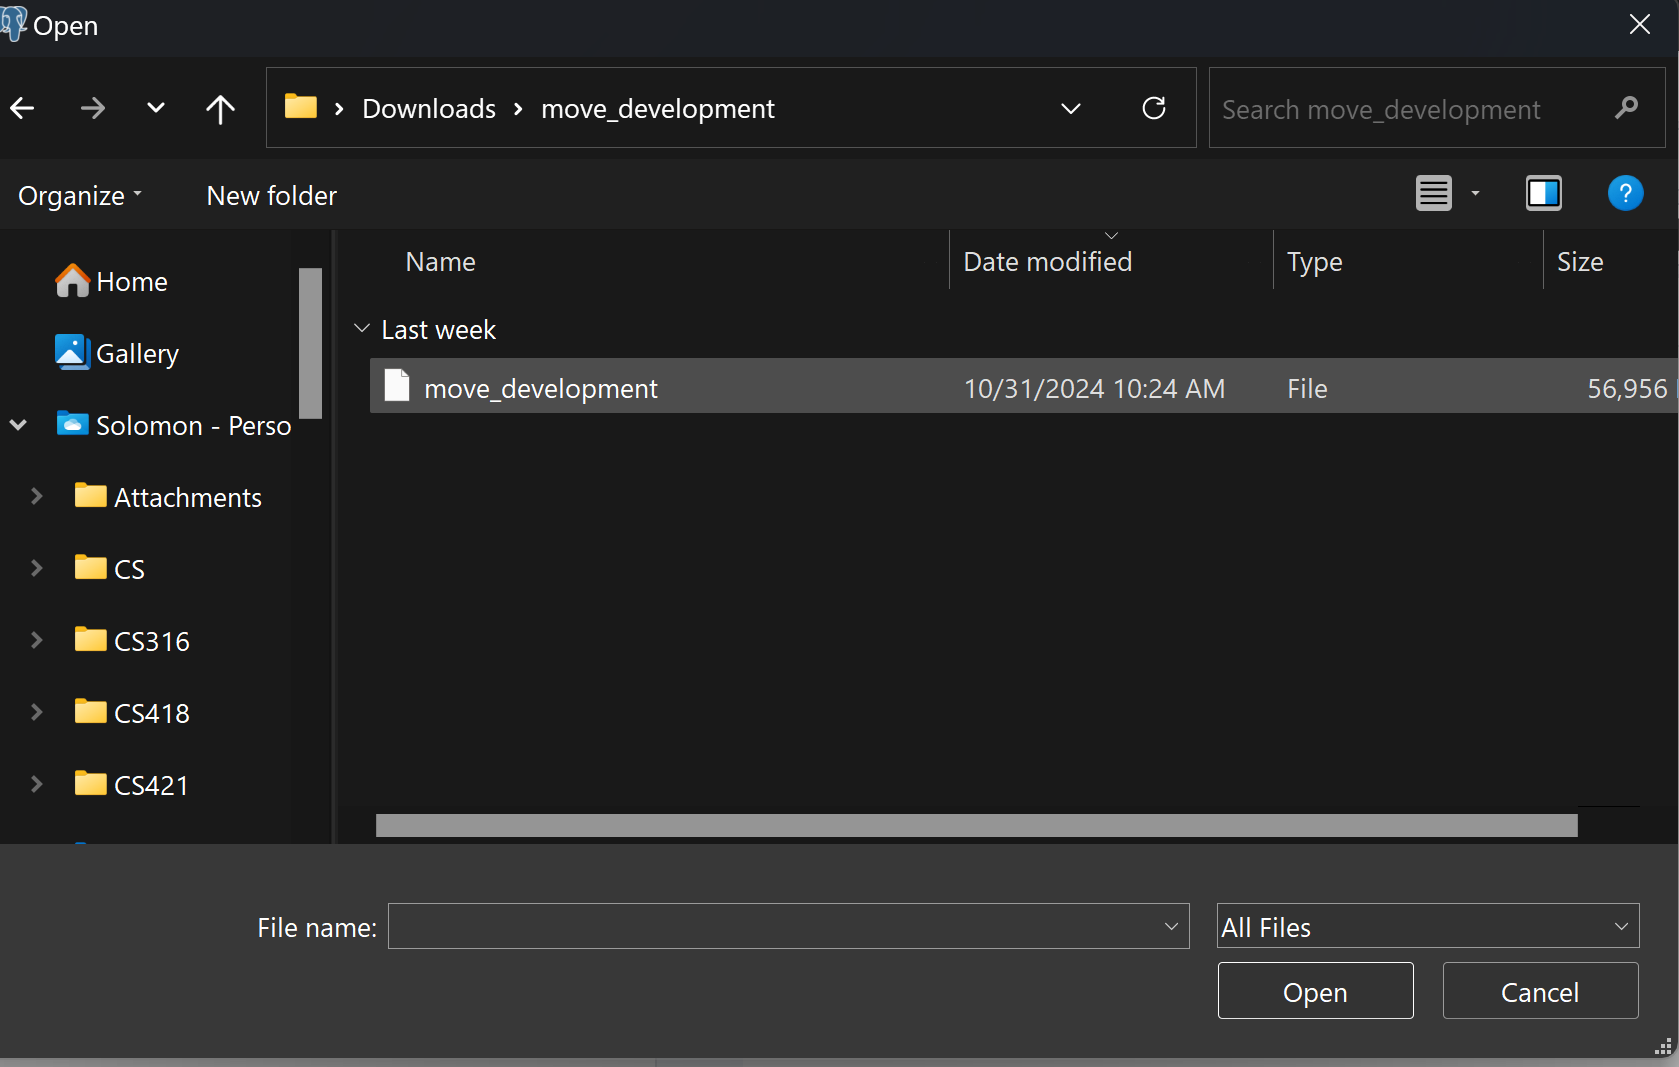 Open
Downloads move_development
Search move_development
Organize New folder
Name Date modified Type Size
Last week
move_development 10/31/2024 10:24 AM File 56,956
Home
Gallery
Solomon - Perso
Attachments
CS
CS316
CS418
CS421
File name: All Files
Open Cancel